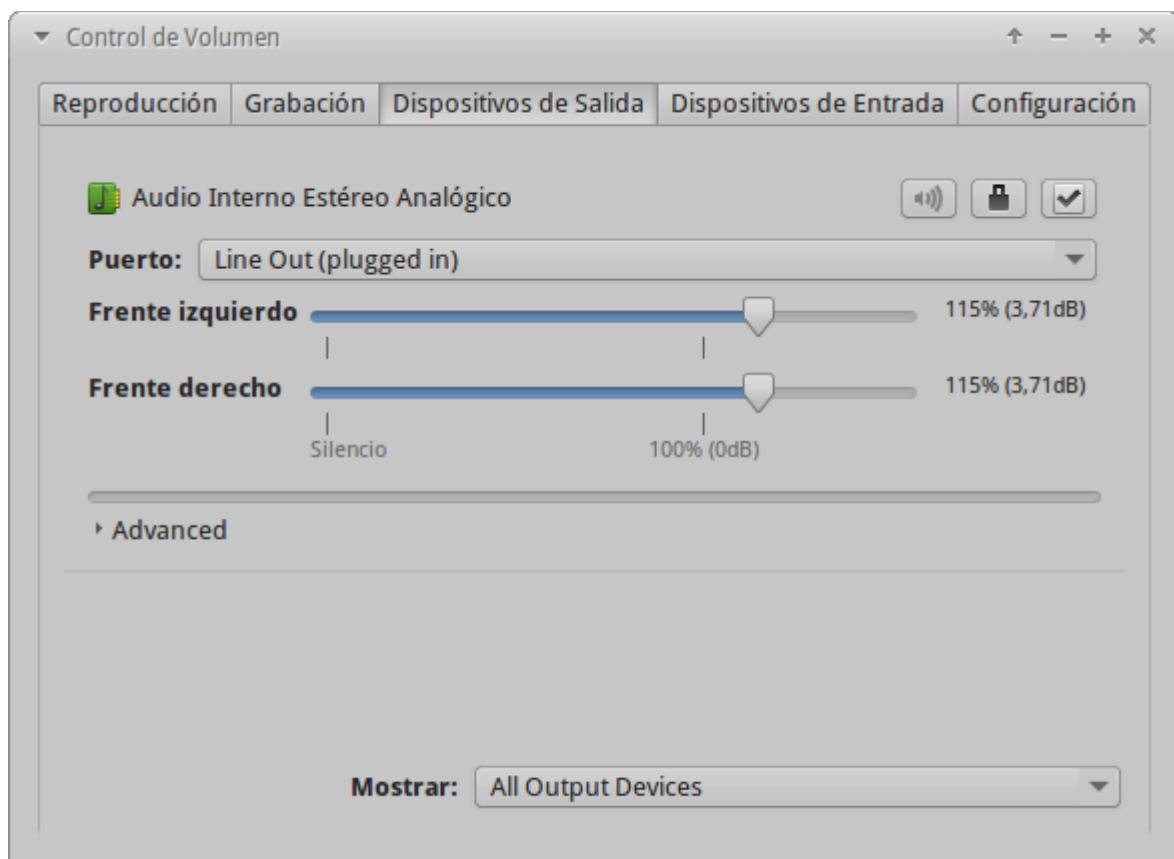 Control de Volumen
Reproducción Grabación Dispositivos de Salida Dispositivos de Entrada Configuración
Audio Interno Estéreo Analógico
Puerto: Line Out (plugged in)
Frente izquierdo 115% (3,71dB)
Frente derecho 115% (3,71dB)
Silencio 100% (0dB)
Advanced
Mostrar: All Output Devices